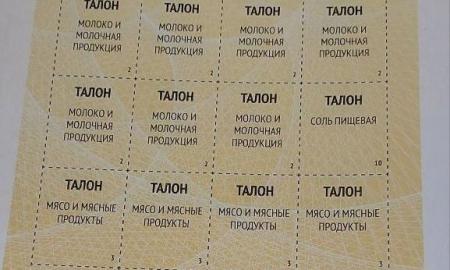 ТАЛОН ТАЛОН ТАЛОН ТАЛОН
МОЛОКО И МОЛОКО И МОЛОКО И МОЛОКО И
МОЛОЧНАЯ МОЛОЧНАЯ МОЛОЧНАЯ МОЛОЧНАЯ
ПРОДУКЦИЯ ПРОДУКЦИЯ ПРОДУКЦИЯ ПРОДУКЦИЯ
2 2 2 2
ТАЛОН ТАЛОН ТАЛОН ТАЛОН
МОЛОКО И МОЛОКО И МОЛОКО И СОЛЬ ПИЩЕВАЯ
МОЛОЧНАЯ МОЛОЧНАЯ МОЛОЧНАЯ
ПРОДУКЦИЯ ПРОДУКЦИЯ ПРОДУКЦИЯ
2 2 2 10
ТАЛОН ТАЛОН ТАЛОН ТАЛОН
МЯСО И МЯСНЫЕ МЯСО И МЯСНЫЕ МЯСО И МЯСНЫЕ МЯСО И МЯСНЫЕ
ПРОДУКТЫ ПРОДУКТЫ ПРОДУКТЫ ПРОДУКТЫ
3 3 3 3